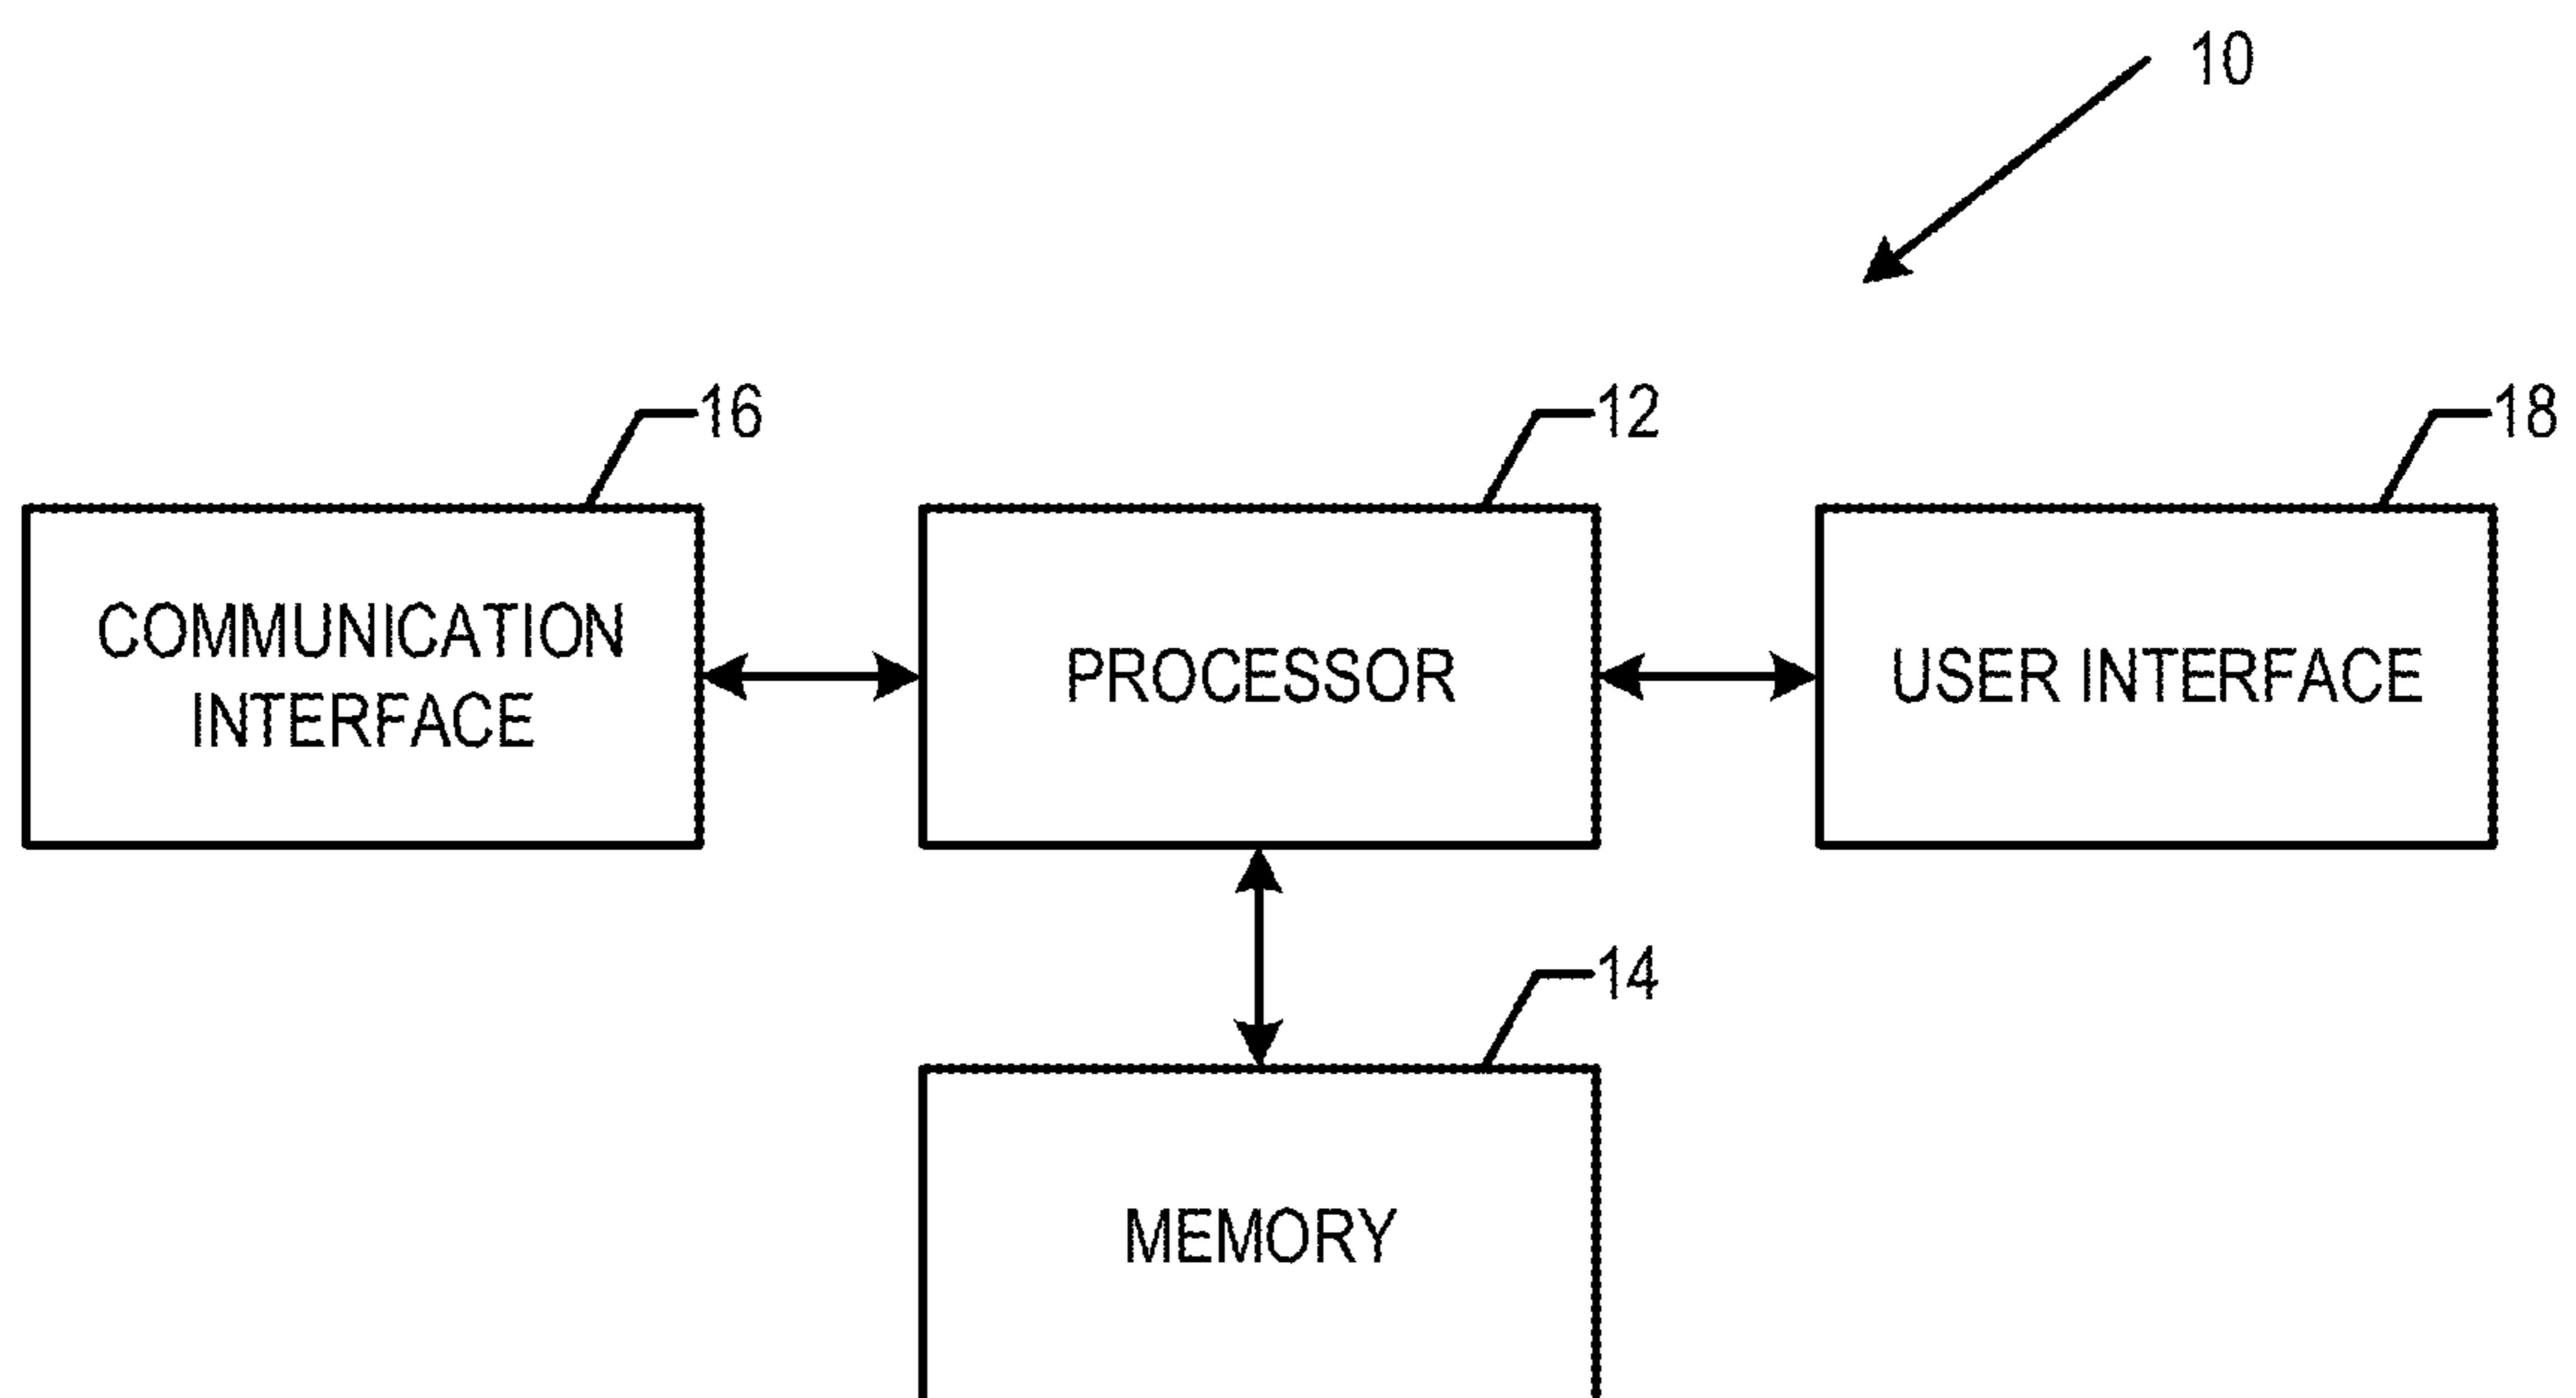 10
16
12
18
COMMUNICATION
INTERFACE
PROCESSOR
USER INTERFACE
14
MEMORY